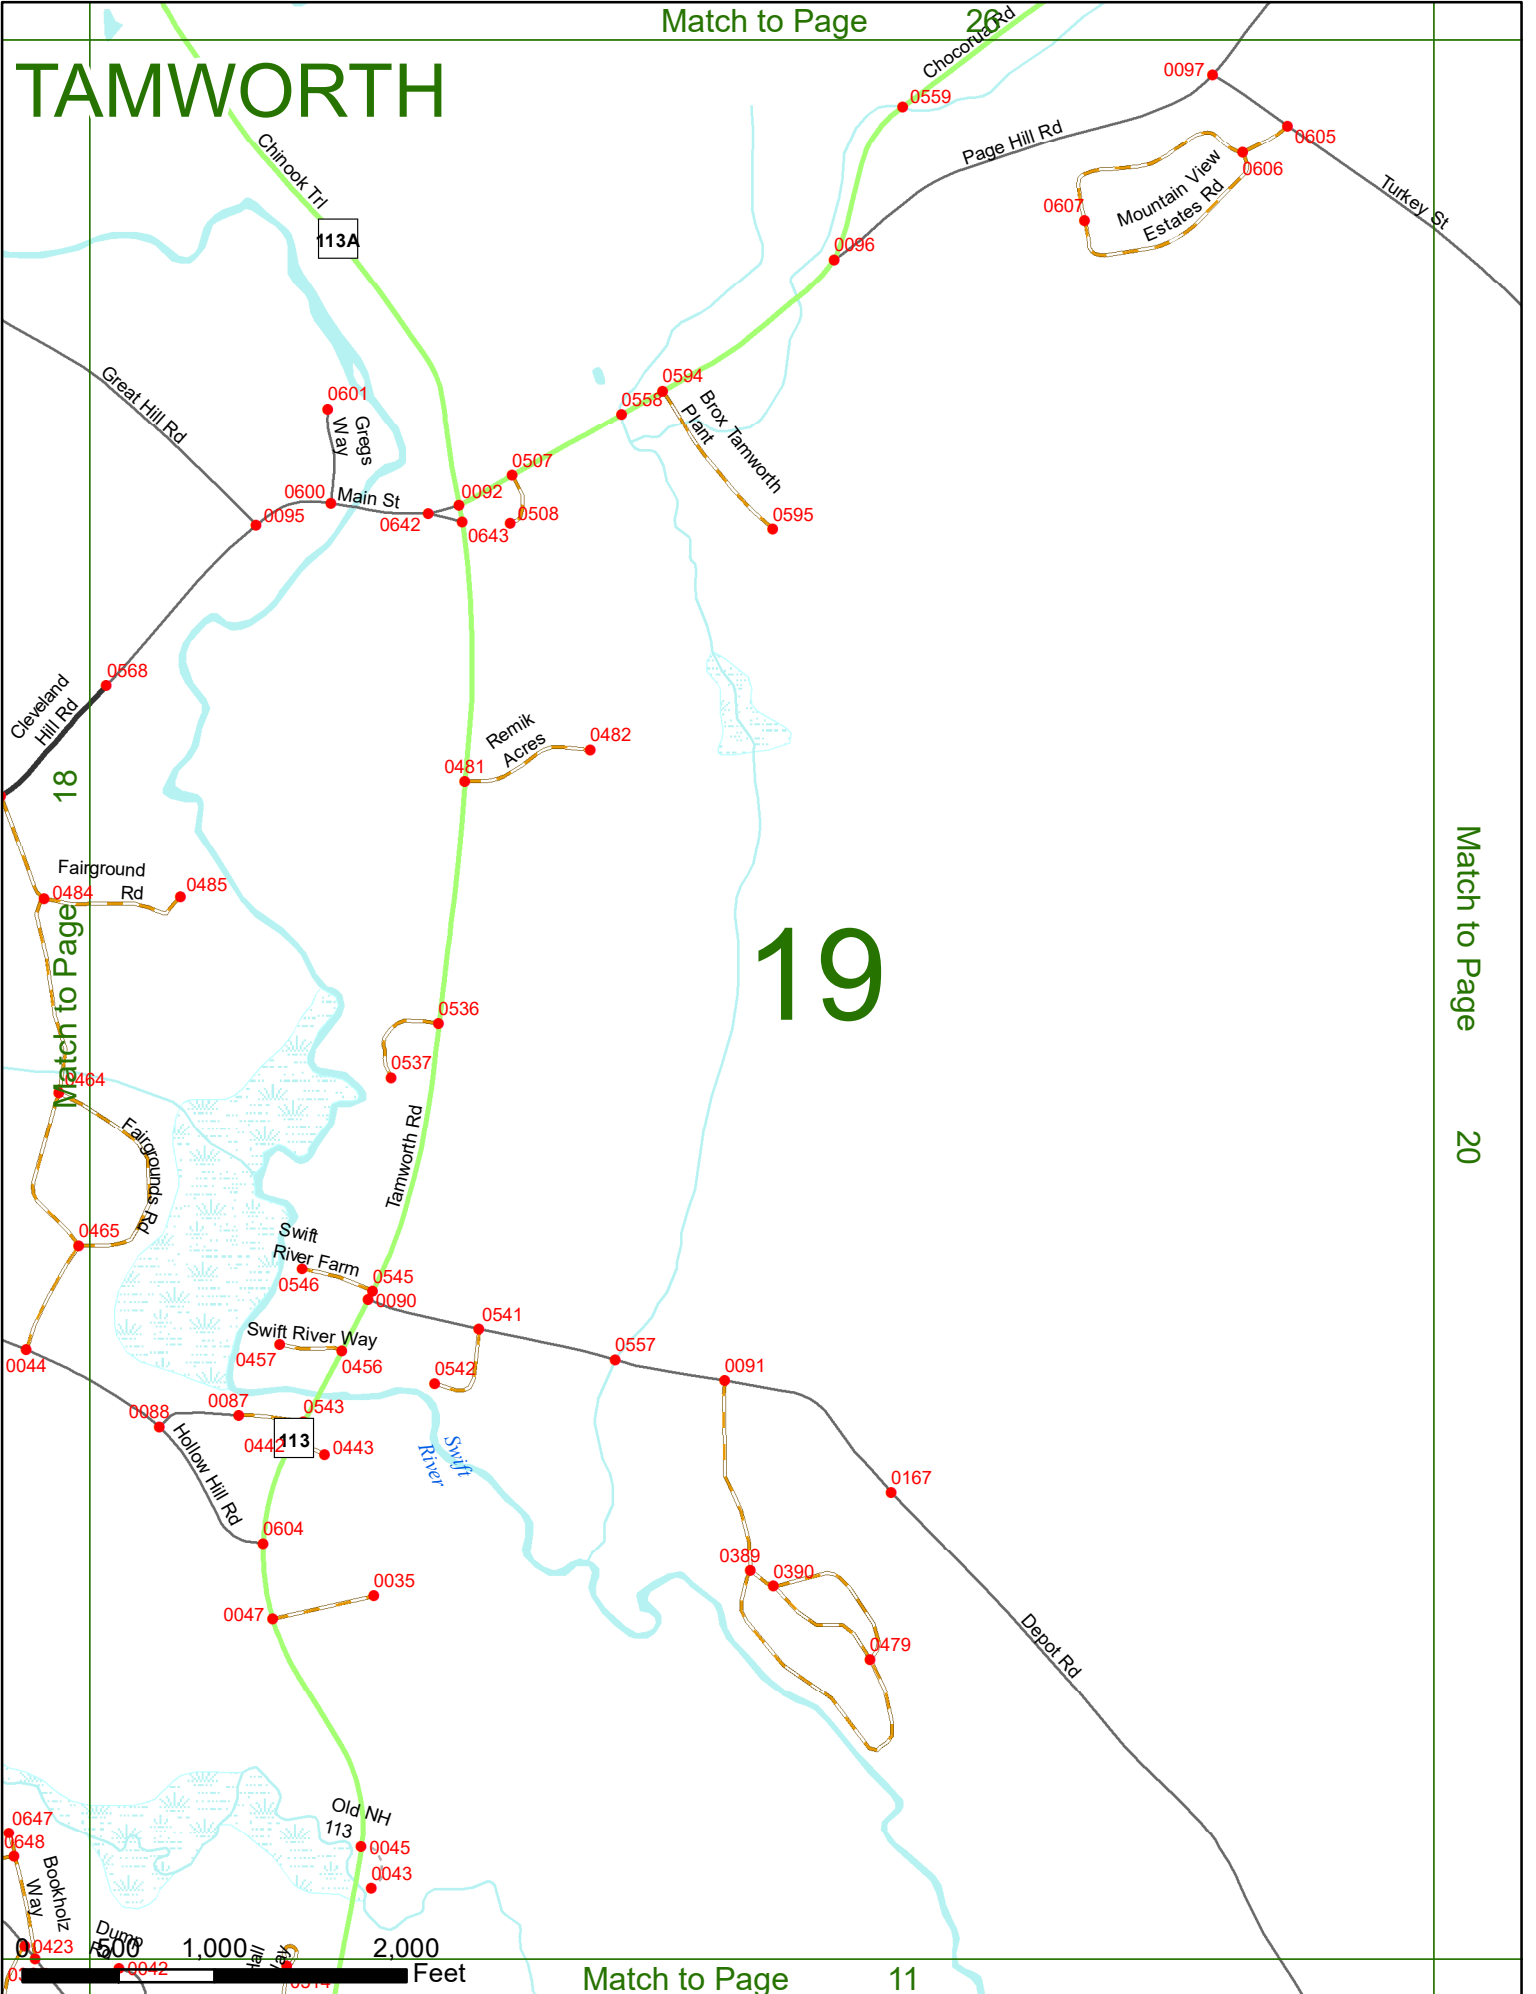 Match to Page 26
TAMWORTH
Chocorua Rd
0097
0559
0605
Page Hill Rd
0606
Mountain View
Estates Rd
0607
Turkey St
Chinook Trl
113A
0096
Great Hill Rd
0601
Gregs
Way
0594
0558
Brox Tamworth
Plant
0507
0600
Main St
0092
0095
0642
0508
0643
0595
0568
Cleveland
Hill Rd
18
Match to Page
Remik
Acres
0482
0481
Fairground
Rd
0484
0485
19
Match to Page
20
0536
0537
0464
Tamworth Rd
Fairgrounds Rd
0465
Swift
River Farm
0546
0545
0090
0541
Swift River Way
0457
0456
0557
0044
0542
0091
0087
0543
0088
0442
113
0443
Hollow Hill Rd
Swift
River
0167
0604
0389
0390
0035
0047
0479
Depot Rd
Old NH
113
0647
0648
0045
0043
Bookholz
Way
Dump
Rd
0423
0042
0 500 1,000 2,000
Feet
Match to Page 11